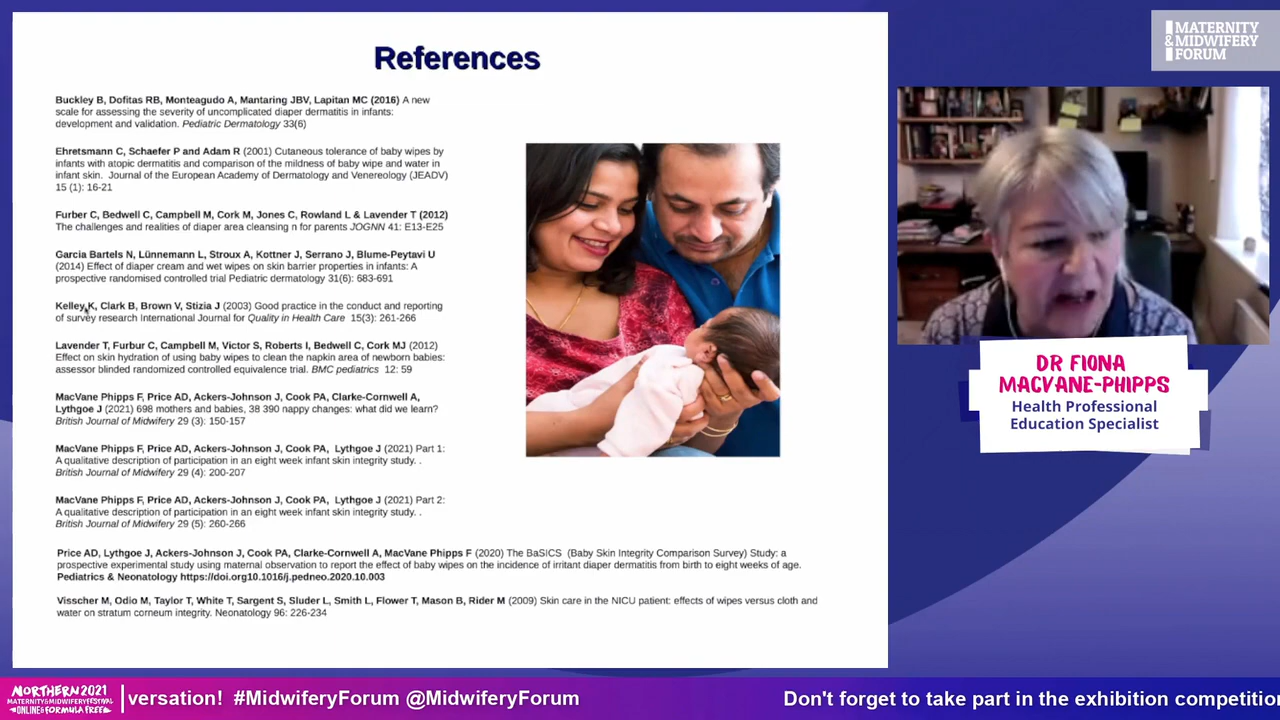 References
Buckley B, Dofitas RB, Monteagudo A, Mantaring JBV, Lapitan MC (2016) A new
scale for assessing the severity of uncomplicated diaper dermatitis in infants:
development and validation. Pediatric Dermatology 33(6)
Ehretsmann C, Schaefer P and Adam R (2001) Cutaneous tolerance of baby wipes by
infants with atopic dermatitis and comparison of the mildness of baby wipe and water in
infant skin. Journal of the European Academy of Dermatology and Venereology (JEADV)
15 (1): 16-21
Furber C, Bedwell C, Campbell M, Cork M, Jones C, Rowland L & Lavender T (2012)
The challenges and realities of diaper area cleansing n for parents JOGNN 41: E13-E25
Garcia Bartels N, Lünnemann L, Stroux A, Kottner J, Serrano J, Blume-Peytavi U
(2014) Effect of diaper cream and wet wipes on skin barrier properties in infants: A
prospective randomised controlled trial Pediatric dermatology 31(6): 683-691
Kelley K, Clark B, Brown V, Stizia J (2003) Good practice in the conduct and reporting
of survey research International Journal for Quality in Health Care 15(3): 261-266
Lavender T, Furbur C, Campbell M, Victor S, Roberts I, Bedwell C, Cork MJ (2012)
Effect on skin hydration of using baby wipes to clean the napkin area of newborn babies:
assessor blinded randomized controlled equivalence trial. BMC pediatrics 12: 59
MacVane Phipps F, Price AD, Ackers-Johnson J, Cook PA, Clarke-Cornwell A,
Lythgoe J (2021) 698 mothers and babies, 38 390 nappy changes: what did we learn?
British Journal of Midwifery 29 (3): 150-157
MacVane Phipps F, Price AD, Ackers-Johnson J, Cook PA, Lythgoe J (2021) Part 1:
A qualitative description of participation in an eight week infant skin integrity study. .
British Journal of Midwifery 29 (4): 200-207
MacVane Phipps F, Price AD, Ackers-Johnson J, Cook PA, Lythgoe J (2021) Part 2:
A qualitative description of participation in an eight week infant skin integrity study. .
British Journal of Midwifery 29 (5): 260-266
Price AD, Lythgoe J, Ackers-Johnson J, Cook PA, Clarke-Cornwell A, MacVane Phipps F (2020) The BaSICS (Baby Skin Integrity Comparison Survey) Study: a
prospective experimental study using maternal observation to report the effect of baby wipes on the incidence of irritant diaper dermatitis from birth to eight weeks of age.
Pediatrics & Neonatology https://doi.org10.1016/j.pedneo.2020.10.003
Visscher M, Odio M, Taylor T, White T, Sargent S, Sluder L, Smith L, Flower T, Mason B, Rider M (2009) Skin care in the NICU patient: effects of wipes versus cloth and
water on stratum corneum integrity. Neonatology 96: 226-234
MATERNITY
& MIDWIFERY
FORUM
DR FIONA
MACVANE-PHIPPS
Health Professional
Education Specialist
NORTHERN 2021
MATERNITY & MIDWIFERY FESTIVAL
ONLINE & FORMULA FREE
versation! #MidwiferyForum @MidwiferyForum
Don't forget to take part in the exhibition competitio